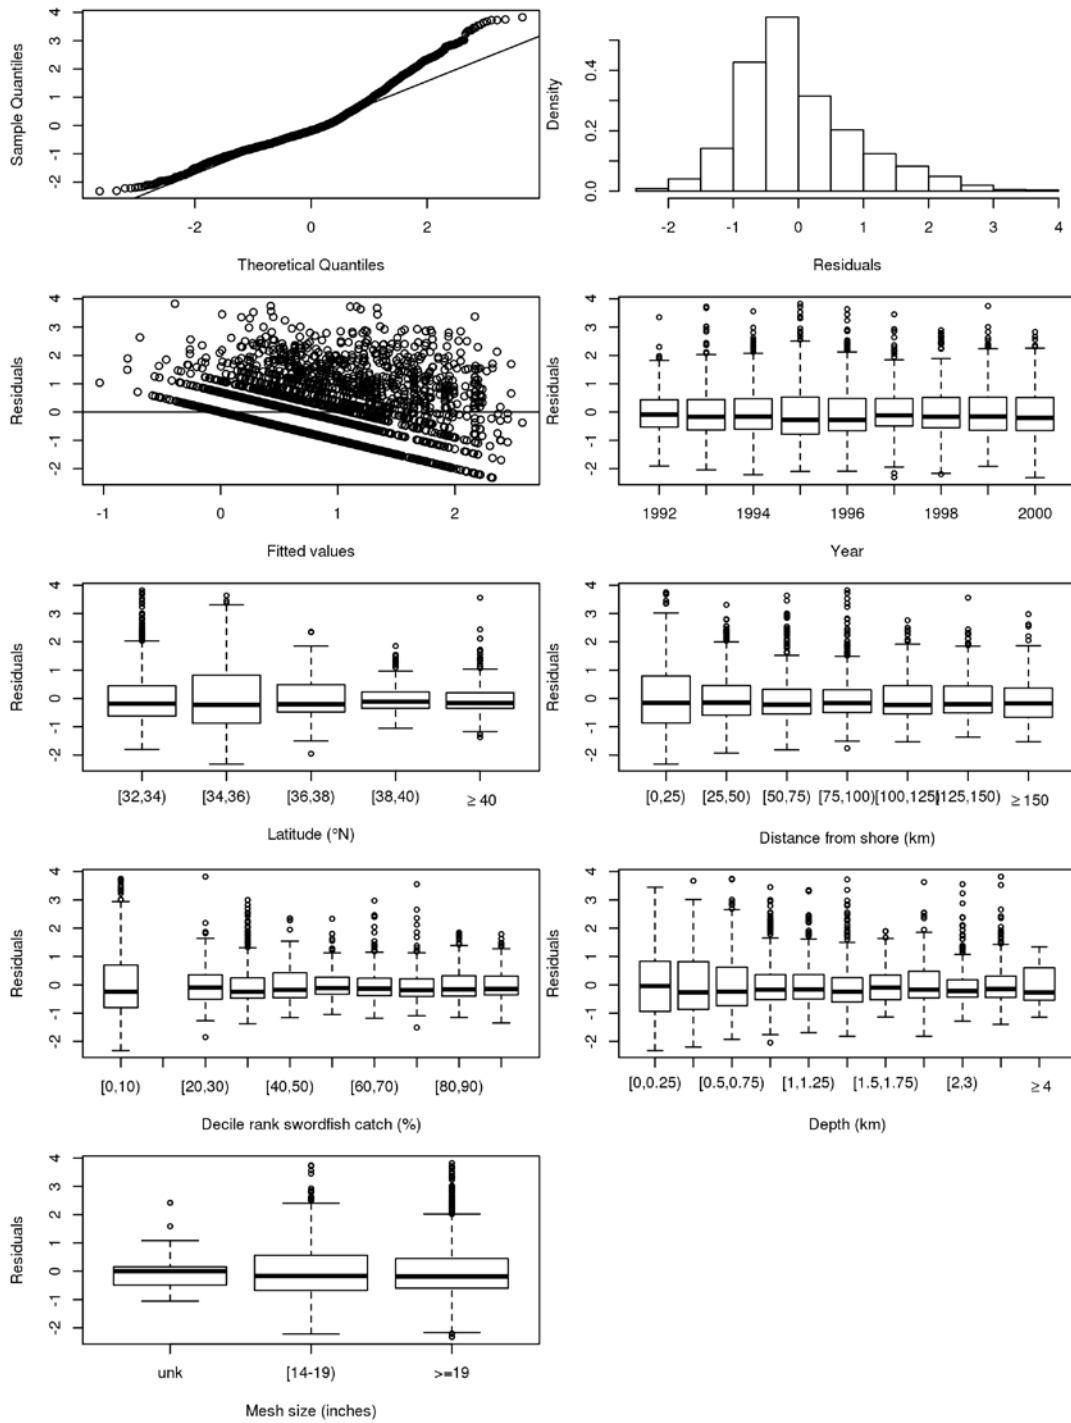 Sample Quantiles
4
3
2
1
0
-1
-2
-2 0 2
Theoretical Quantiles
Density
0.4
0.2
0.0
-2 -1 0 1 2 3 4
Residuals
Residuals
4
3
2
1
0
-1
-2
-1 0 1 2
Fitted values
Residuals
4
3
2
1
0
-1
-2
1992 1994 1996 1998 2000
Year
Residuals
4
3
2
1
0
-1
-2
[32,34) [34,36) [36,38) [38,40) ≥ 40
Latitude (°N)
Residuals
4
3
2
1
0
-1
-2
[0,25) [25,50) [50,75) [75,100) [100,125) [125,150) ≥ 150
Distance from shore (km)
Residuals
4
3
2
1
0
-1
-2
[0,10) [20,30) [40,50) [60,70) [80,90)
Decile rank swordfish catch (%)
Residuals
4
3
2
1
0
-1
-2
[0,0.25) [0.5,0.75) [1,1.25) [1.5,1.75) [2,3) ≥ 4
Depth (km)
Residuals
4
3
2
1
0
-1
-2
unk [14-19) >=19
Mesh size (inches)